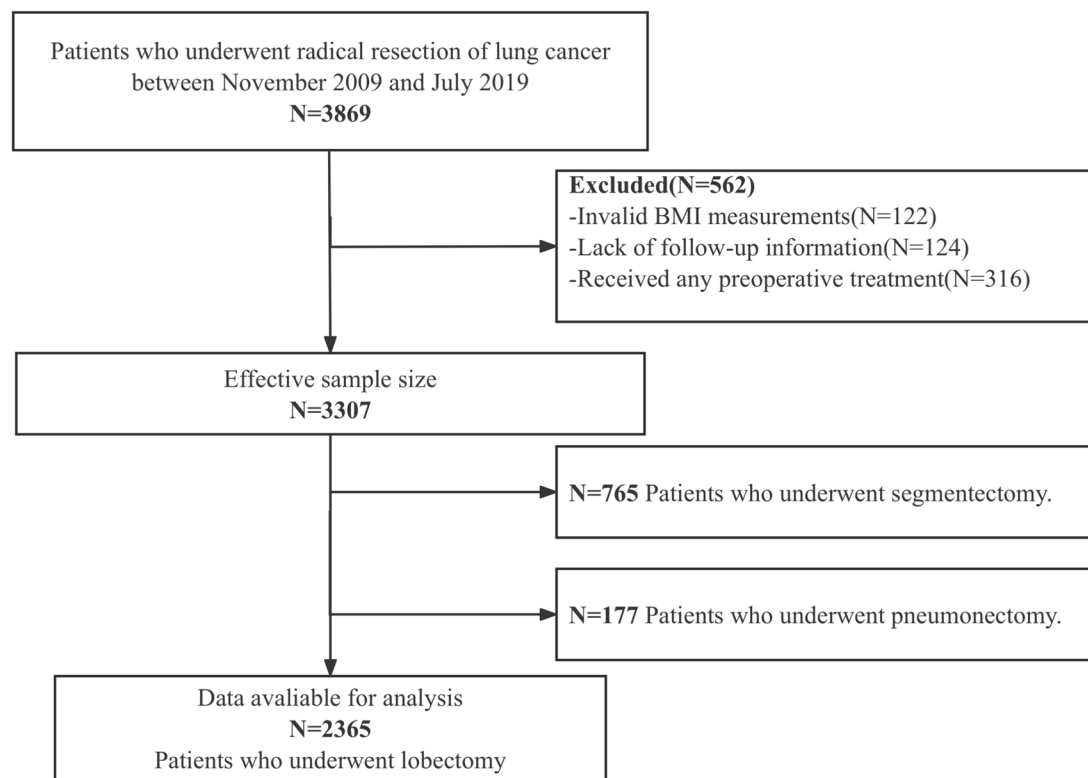 Patients who underwent radical resection of lung cancer
between November 2009 and July 2019
N=3869
Excluded(N=562)
-Invalid BMI measurements(N=122)
-Lack of follow-up information(N=124)
-Received any preoperative treatment(N=316)
Effective sample size
N=3307
N=765 Patients who underwent segmentectomy.
N=177 Patients who underwent pneumonectomy.
Data avaliable for analysis
N=2365
Patients who underwent lobectomy